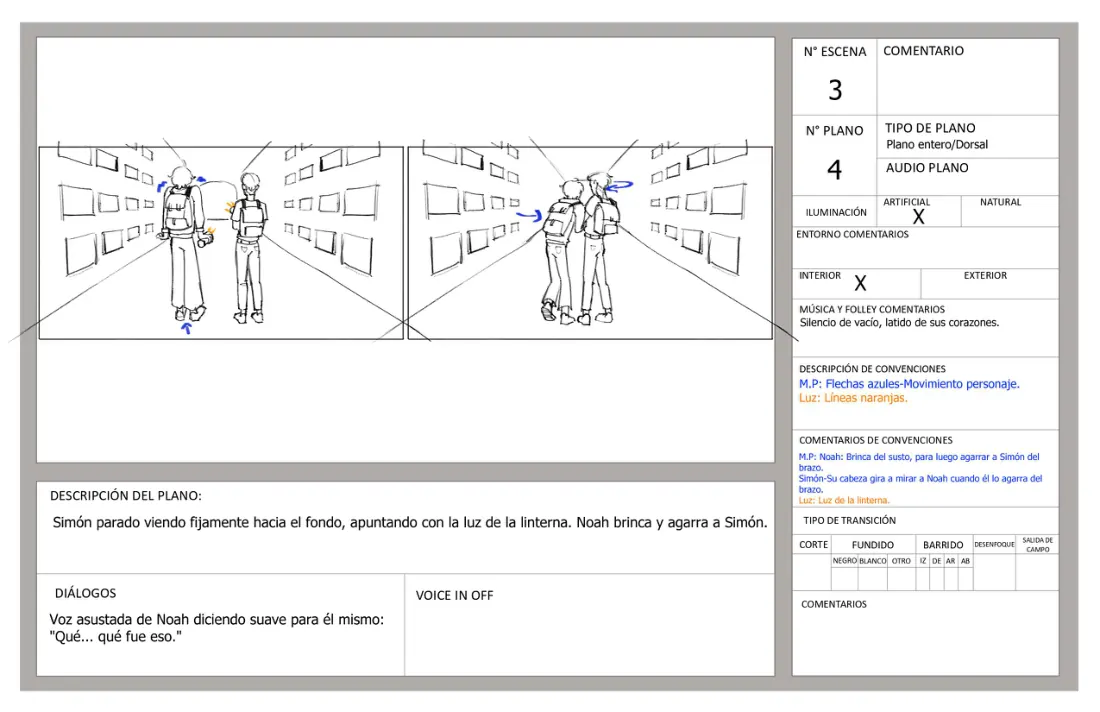 N° ESCENA
3
COMENTARIO
N° PLANO
4
TIPO DE PLANO
Plano entero/Dorsal
AUDIO PLANO
ILUMINACIÓN
ARTIFICIAL
X
NATURAL
ENTORNO COMENTARIOS
INTERIOR
X
EXTERIOR
MÚSICA Y FOLLEY COMENTARIOS
Silencio de vacío, latido de sus corazones.
DESCRIPCIÓN DE CONVENCIONES
M.P: Flechas azules-Movimiento personaje.
Luz: Líneas naranjas.
COMENTARIOS DE CONVENCIONES
M.P: Noah: Brinca del susto, para luego agarrar a Simón del
brazo.
Simón-Su cabeza gira a mirar a Noah cuando él lo agarra del
brazo.
Luz: Luz de la linterna.
TIPO DE TRANSICIÓN
CORTE
FUNDIDO
BARRIDO
DESENFOQUE
SALIDA DE
CAMPO
NEGRO
BLANCO
OTRO
IZ
DE
AR
AB
COMENTARIOS
DESCRIPCIÓN DEL PLANO:
Simón parado viendo fijamente hacia el fondo, apuntando con la luz de la linterna. Noah brinca y agarra a Simón.
DIÁLOGOS
Voz asustada de Noah diciendo suave para él mismo:
"Qué... qué fue eso."
VOICE IN OFF